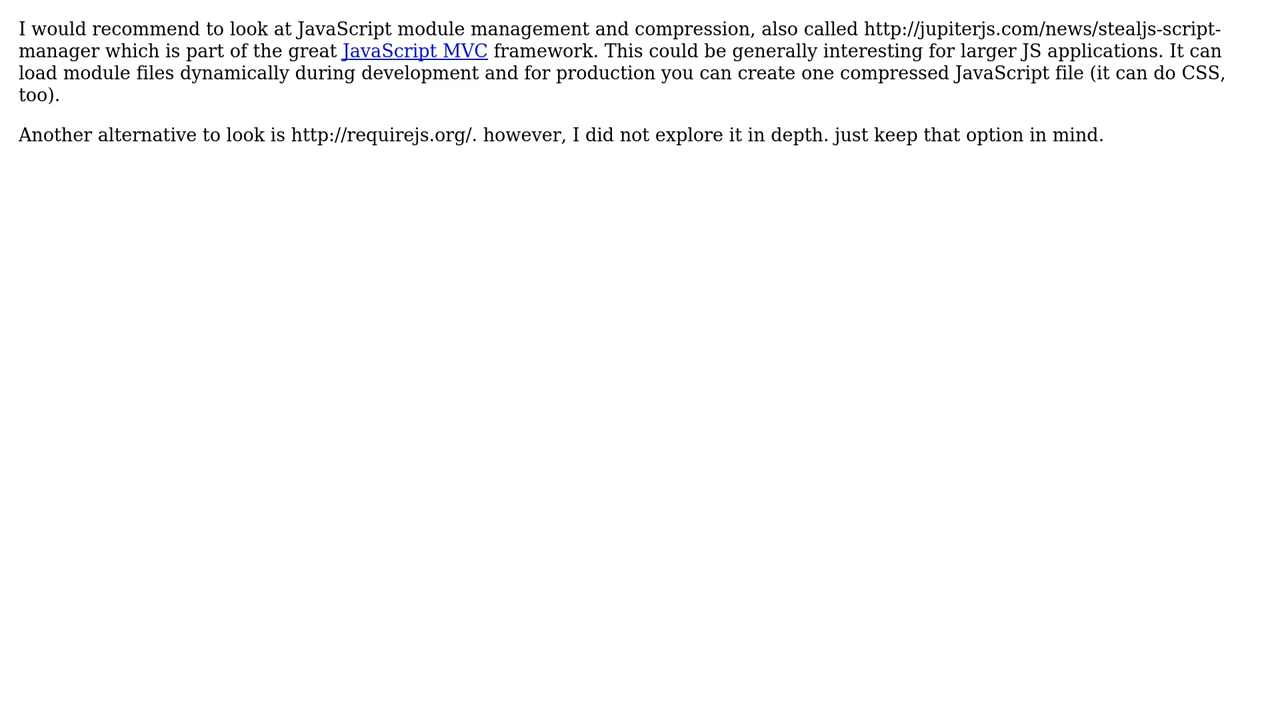 I would recommend to look at JavaScript module management and compression, also called http://jupiterjs.com/news/stealjs-script-
manager which is part of the great JavaScript MVC framework. This could be generally interesting for larger JS applications. It can
load module files dynamically during development and for production you can create one compressed JavaScript file (it can do CSS,
too).
Another alternative to look is http://requirejs.org/. however, I did not explore it in depth. just keep that option in mind.